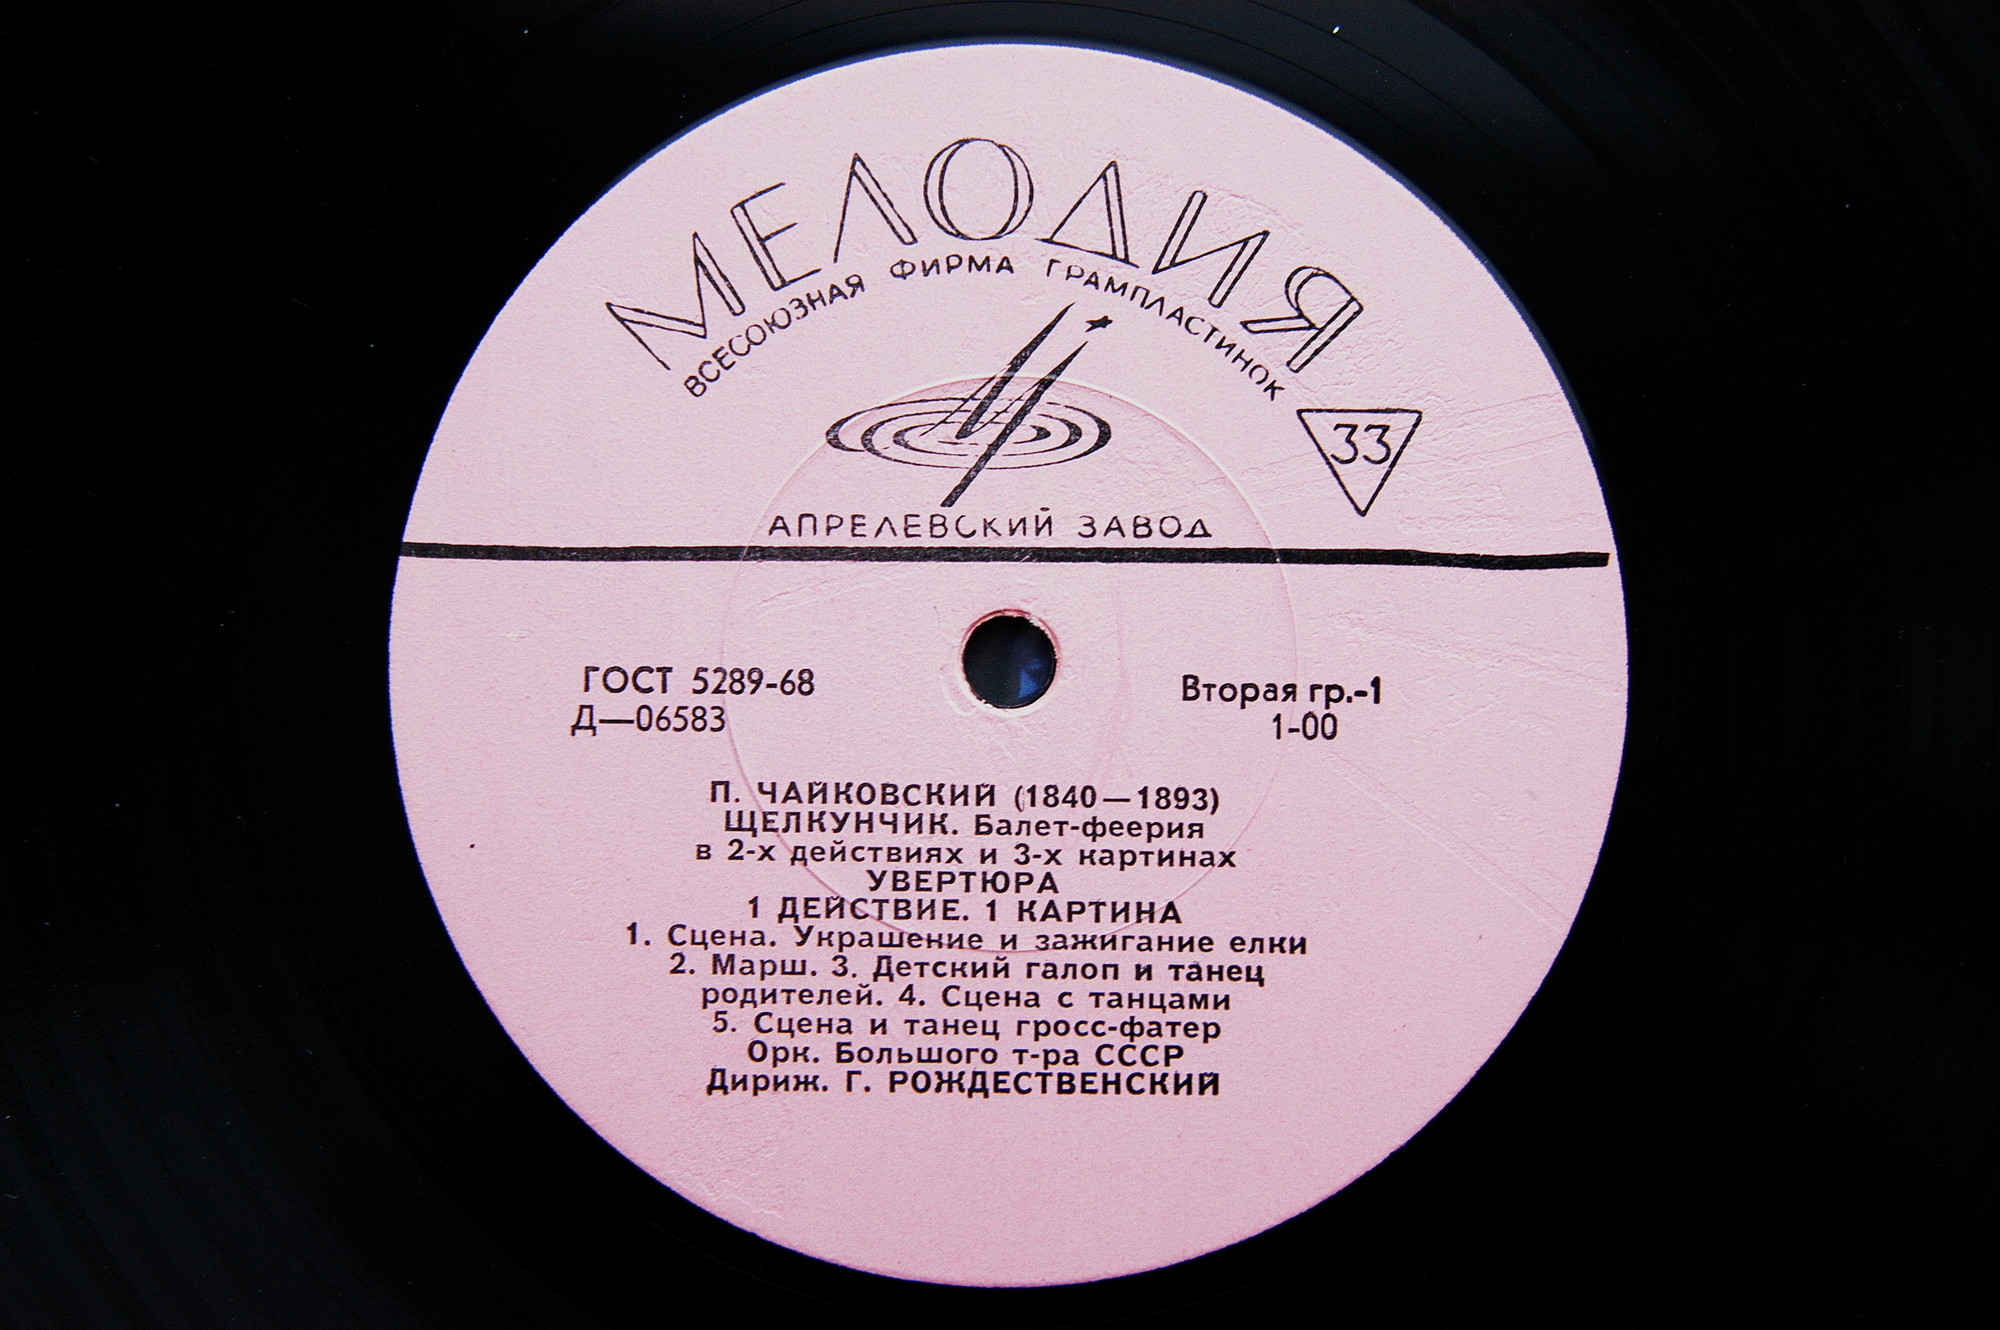 МЕЛОДИЯ
ВСЕСОЮЗНАЯ ФИРМА ГРАМПЛАСТИНОК
33
АПРЕЛЕВСКИЙ ЗАВОД
ГОСТ 5289-68
Д—06583
Вторая гр.-1
1-00
П. ЧАЙКОВСКИЙ (1840—1893)
ЩЕЛКУНЧИК. Балет-феерия
в 2-х действиях и 3-х картинах
УВЕРТЮРА
1 ДЕЙСТВИЕ. 1 КАРТИНА
1. Сцена. Украшение и зажигание елки
2. Марш. 3. Детский галоп и танец
родителей. 4. Сцена с танцами
5. Сцена и танец гросс-фатер
Орк. Большого т-ра СССР
Дириж. Г. РОЖДЕСТВЕНСКИЙ